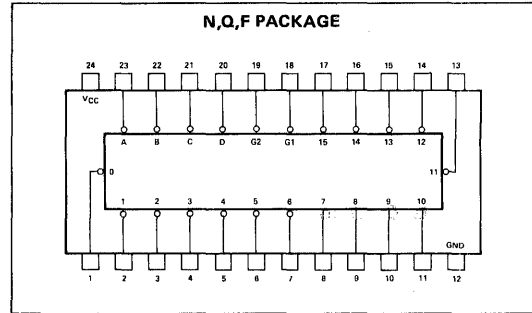 N,Q,F PACKAGE
24 23 22 21 20 19 18 17 16 15 14 13
VCC
A B C D G2 G1 15 14 13 12
0 11
1 2 3 4 5 6 7 8 9 10
GND
1 2 3 4 5 6 7 8 9 10 11 12